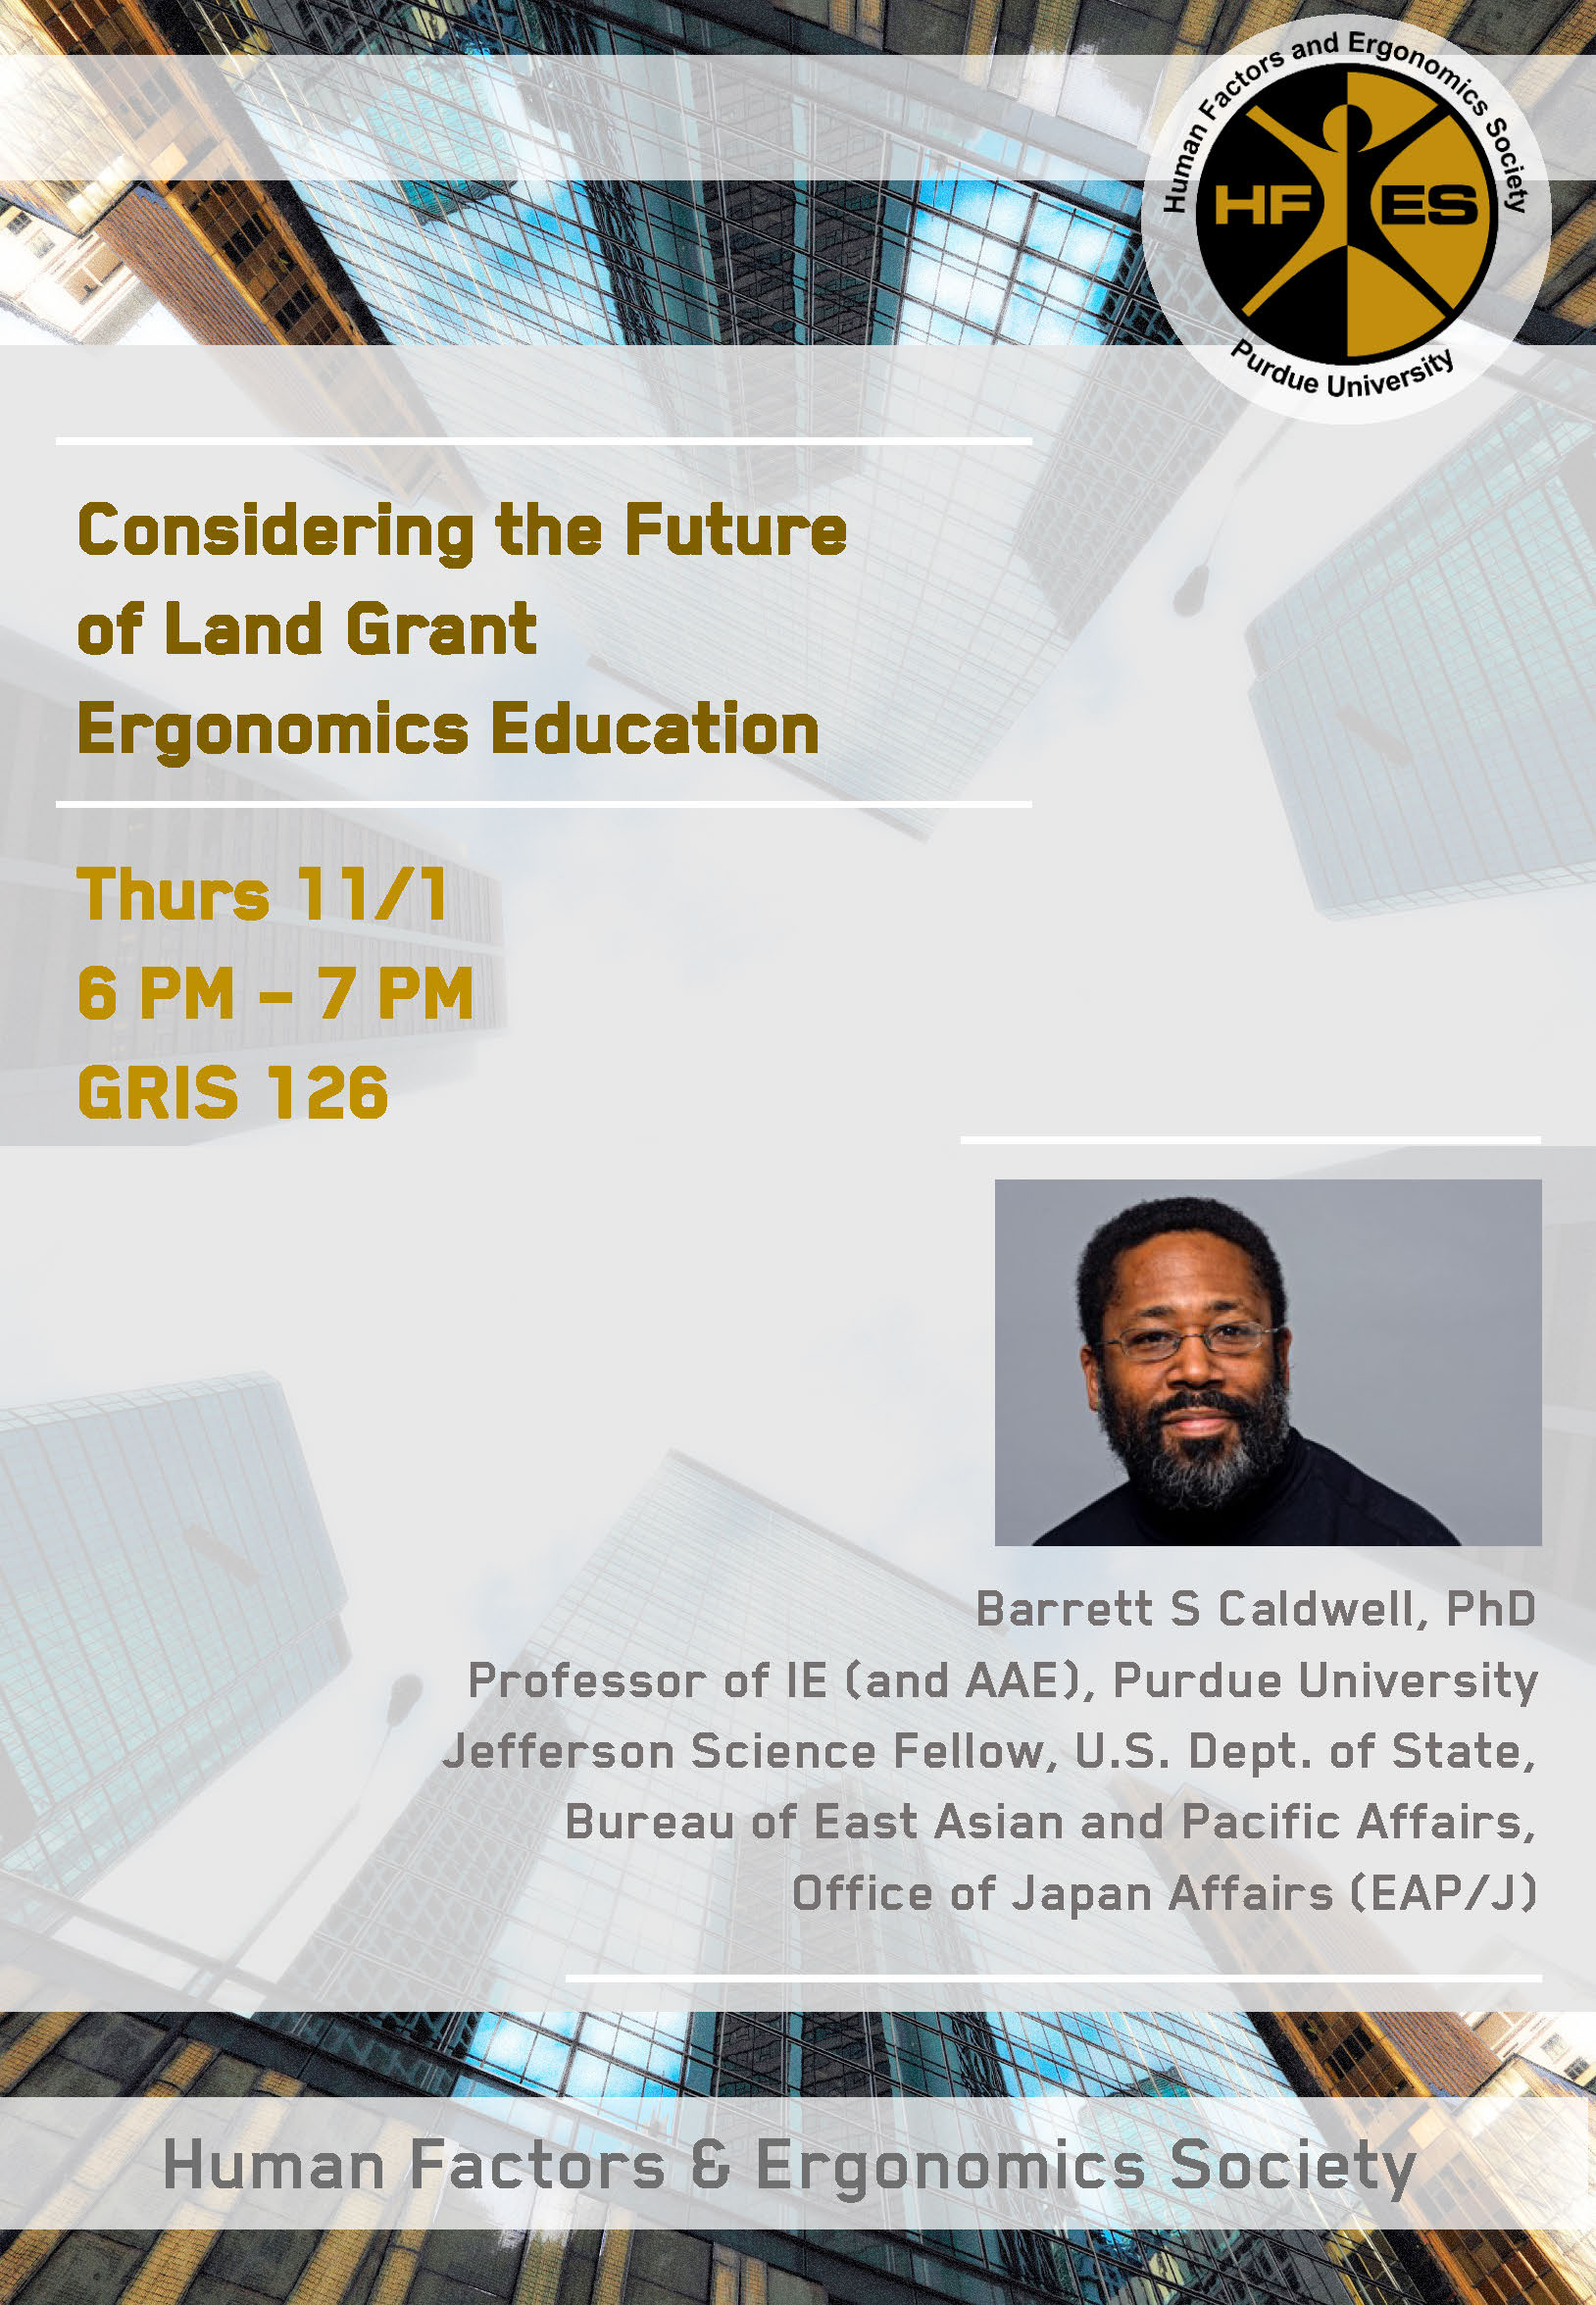 Human Factors and Ergonomics Society
HF ES
Purdue University
Considering the Future
of Land Grant
Ergonomics Education
Thurs 11/1
6 PM - 7 PM
GRIS 126
Barrett S Caldwell, PhD
Professor of IE (and AAE), Purdue University
Jefferson Science Fellow, U.S. Dept. of State,
Bureau of East Asian and Pacific Affairs,
Office of Japan Affairs (EAP/J)
Human Factors & Ergonomics Society